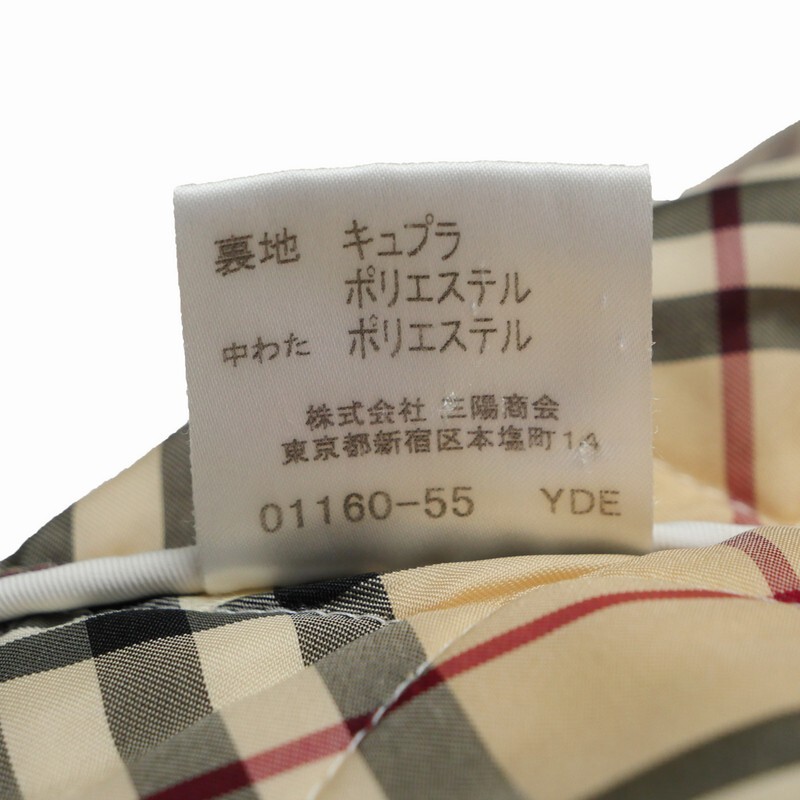 裏地 キュプラ
ポリエステル
中わた ポリエステル
株式会社 三陽商会
東京都新宿区本塩町14
01160-55 YDE